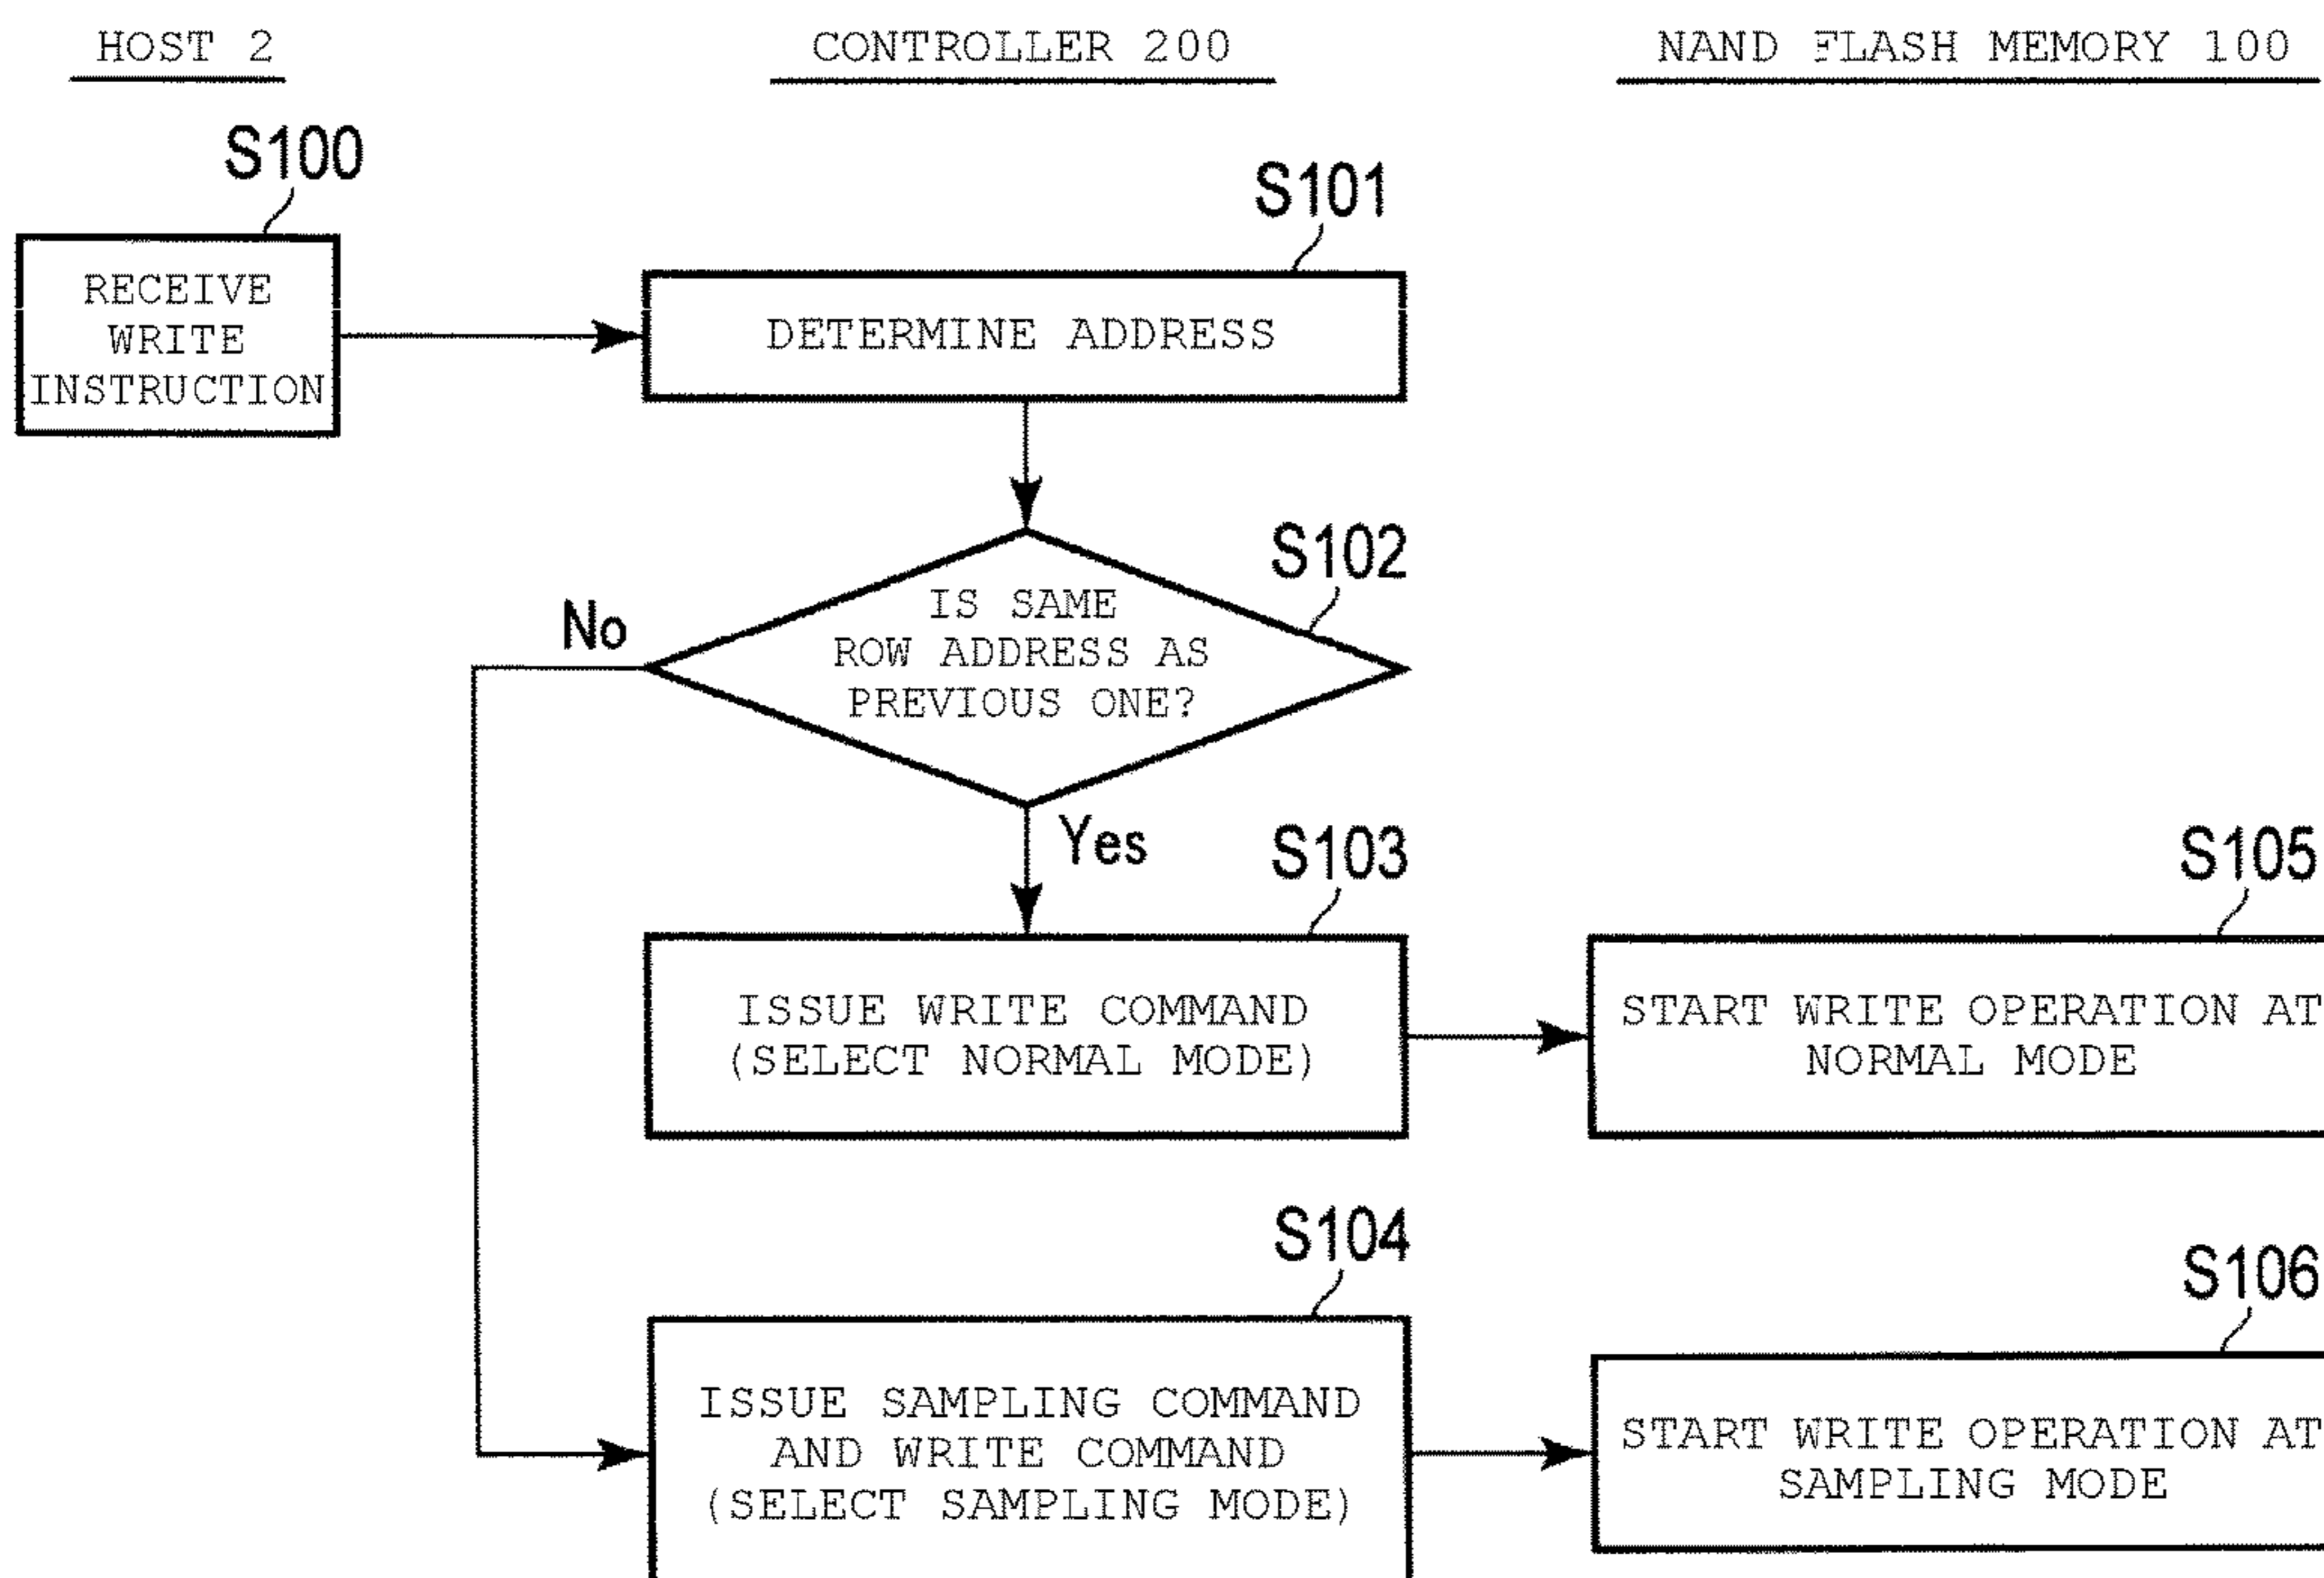 HOST 2
CONTROLLER 200
NAND FLASH MEMORY 100
S100
S101
RECEIVE
WRITE
INSTRUCTION
DETERMINE ADDRESS
S102
IS SAME
ROW ADDRESS AS
PREVIOUS ONE?
No
Yes
S103
S105
ISSUE WRITE COMMAND
(SELECT NORMAL MODE)
START WRITE OPERATION AT
NORMAL MODE
S104
S106
ISSUE SAMPLING COMMAND
AND WRITE COMMAND
(SELECT SAMPLING MODE)
START WRITE OPERATION AT
SAMPLING MODE